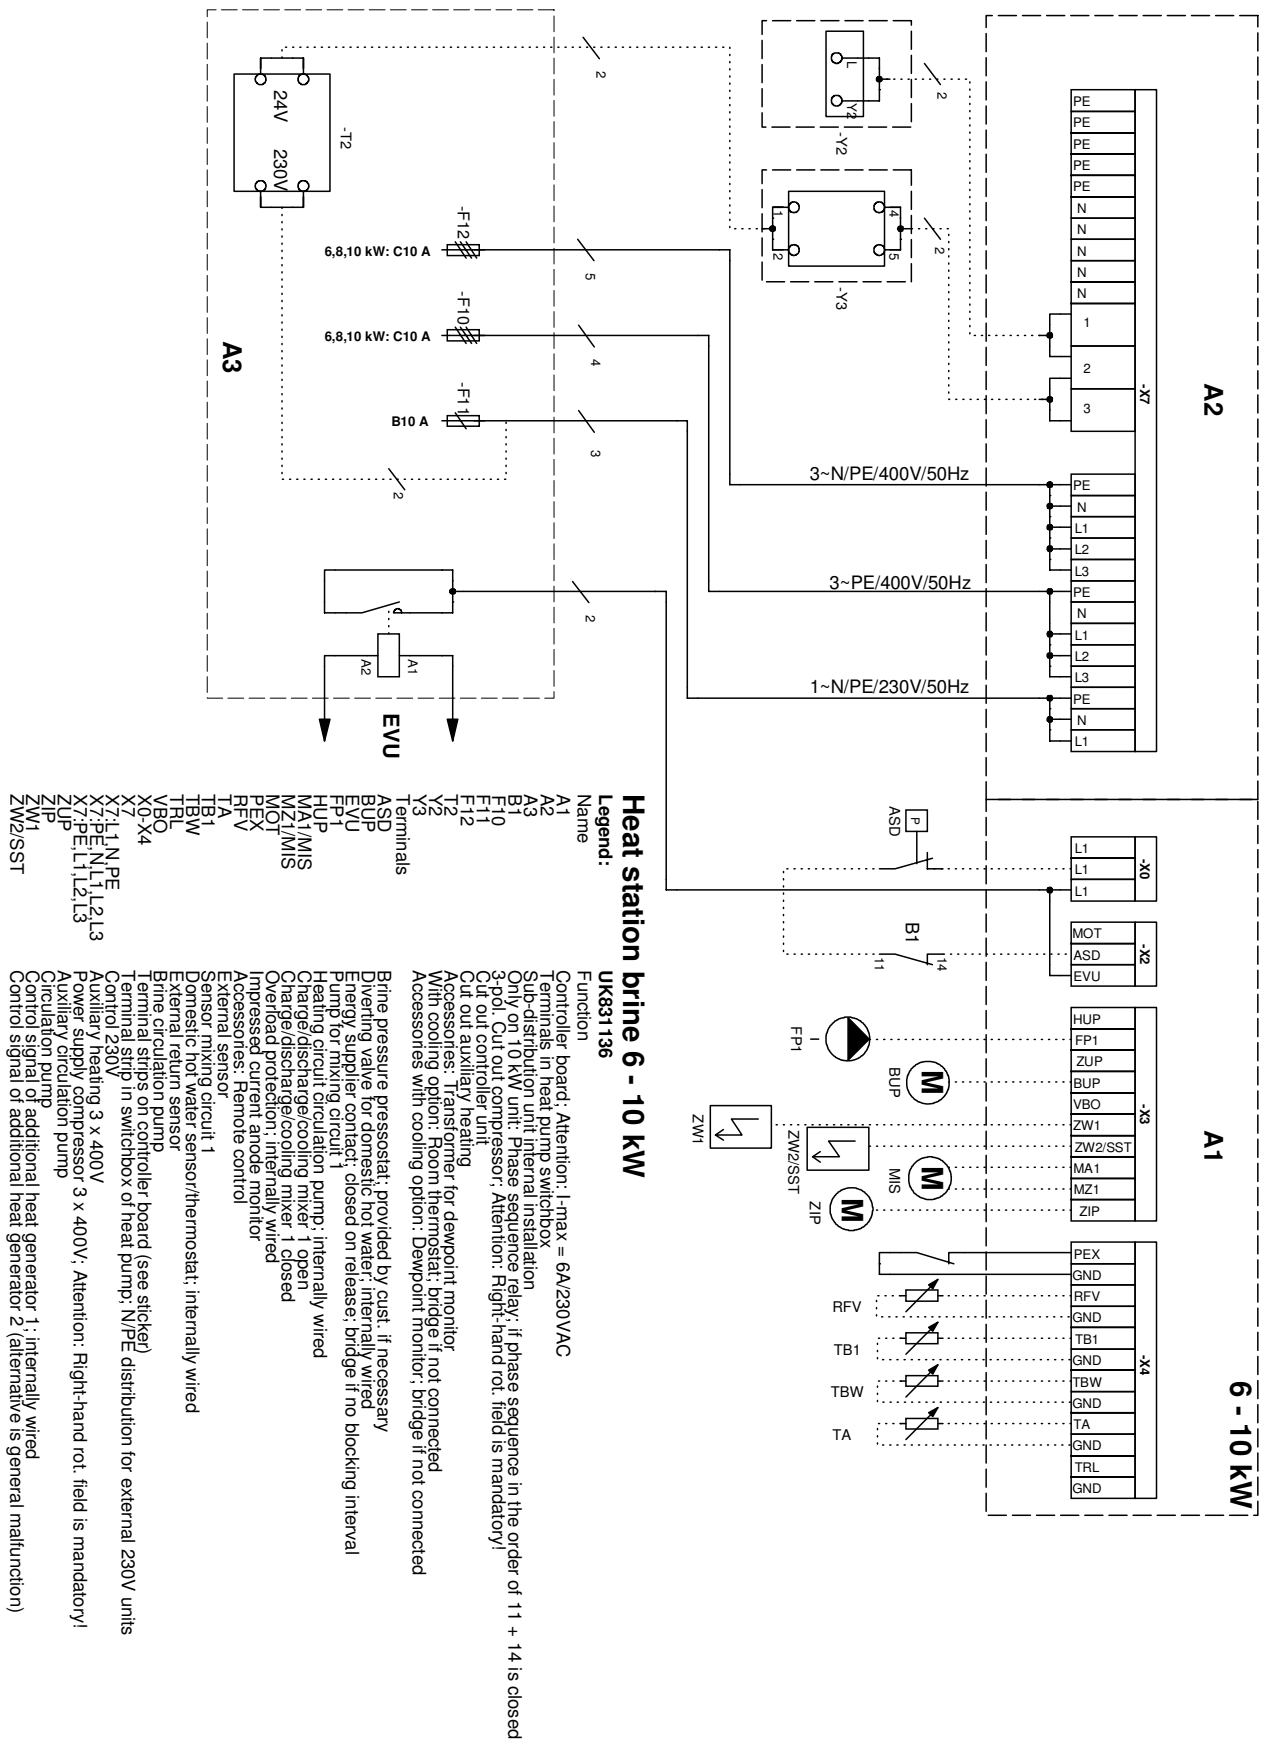 6 - 10 kW
A2
A1
-X7
PE
PE
PE
PE
PE
N
N
N
N
N
1
2
3
PE
N
L1
L2
L3
PE
N
L1
L2
L3
PE
N
L1
-X0
L1
L1
L1
-X2
MOT
ASD
EVU
-X3
HUP
FP1
ZUP
BUP
VBO
ZW1
ZW2/SST
MA1
MZ1
ZIP
-X4
PEX
GND
RFV
GND
TB1
GND
TBW
GND
TA
GND
TRL
GND
L
Y2
-Y2
2
4
5
1
2
-Y3
2
2
3~N/PE/400V/50Hz
3~PE/400V/50Hz
1~N/PE/230V/50Hz
P
ASD
B1
14
11
FP1
M
BUP
ZW1
ZW2/SST
M
MIS
M
ZIP
RFV
TB1
TBW
TA
A3
24V
230V
-T2
-F12
6,8,10 kW: C10 A
5
-F10
6,8,10 kW: C10 A
4
-F11
B10 A
3
2
2
A1
A2
EVU
Heat station brine 6 - 10 kW
Legend: UK831136
Name Function
A1 Controller board; Attention: I-max = 6A/230VAC
A2 Terminals in heat pump switchbox
A3 Sub-distribution unit internal installation
B1 Only on 10 kW unit: Phase sequence relay; if phase sequence in the order of 11 + 14 is closed
F10 3-pol. Cut out compressor; Attention: Right-hand rot. field is mandatory!
F11 Cut out controller unit
F12 Cut out auxiliary heating
T2 Accessories: Transformer for dewpoint monitor
Y2 With cooling option: Room thermostat; bridge if not connected
Y3 Accessories with cooling option: Dewpoint monitor; bridge if not connected
Terminals
ASD Brine pressure pressostat; provided by cust. if necessary
BUP Diverting valve for domestic hot water; internally wired
EVU Energy supplier contact; closed on release; bridge if no blocking interval
FP1 Pump for mixing circuit 1
HUP Heating circuit circulation pump; internally wired
MA1/MIS Charge/discharge/cooling mixer 1 open
MZ1/MIS Charge/discharge/cooling mixer 1 closed
MOT Overload protection; internally wired
PEX Impressed current anode monitor
RFV Accessories: Remote control
TA External sensor
TB1 Sensor mixing circuit 1
TBW Domestic hot water sensor/thermostat; internally wired
TRL External return sensor
VBO Brine circulation pump
X0-X4 Terminal strips on controller board (see sticker)
X7 Terminal strip in switchbox of heat pump; N/PE distribution for external 230V units
X7:L1,N,PE Control 230V
X7:PE,N,L1,L2,L3 Auxiliary heating 3 x 400V
X7:PE,L1,L2,L3 Power supply compressor 3 x 400V; Attention: Right-hand rot. field is mandatory!
ZUP Auxiliary circulation pump
ZIP Circulation pump
ZW1 Control signal of additional heat generator 1; internally wired
ZW2/SST Control signal of additional heat generator 2 (alternative is general malfunction)